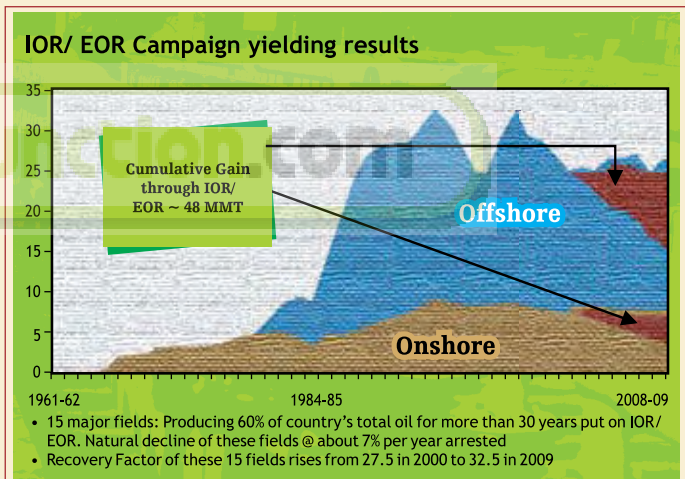 IOR/ EOR Campaign yielding results
35
30
25
20
15
10
5
0
Cumulative Gain
through IOR/
EOR ~ 48 MMT
Offshore
Onshore
1961-62
1984-85
2008-09
• 15 major fields: Producing 60% of country's total oil for more than 30 years put on IOR/
EOR. Natural decline of these fields @ about 7% per year arrested
• Recovery Factor of these 15 fields rises from 27.5 in 2000 to 32.5 in 2009
nction.com